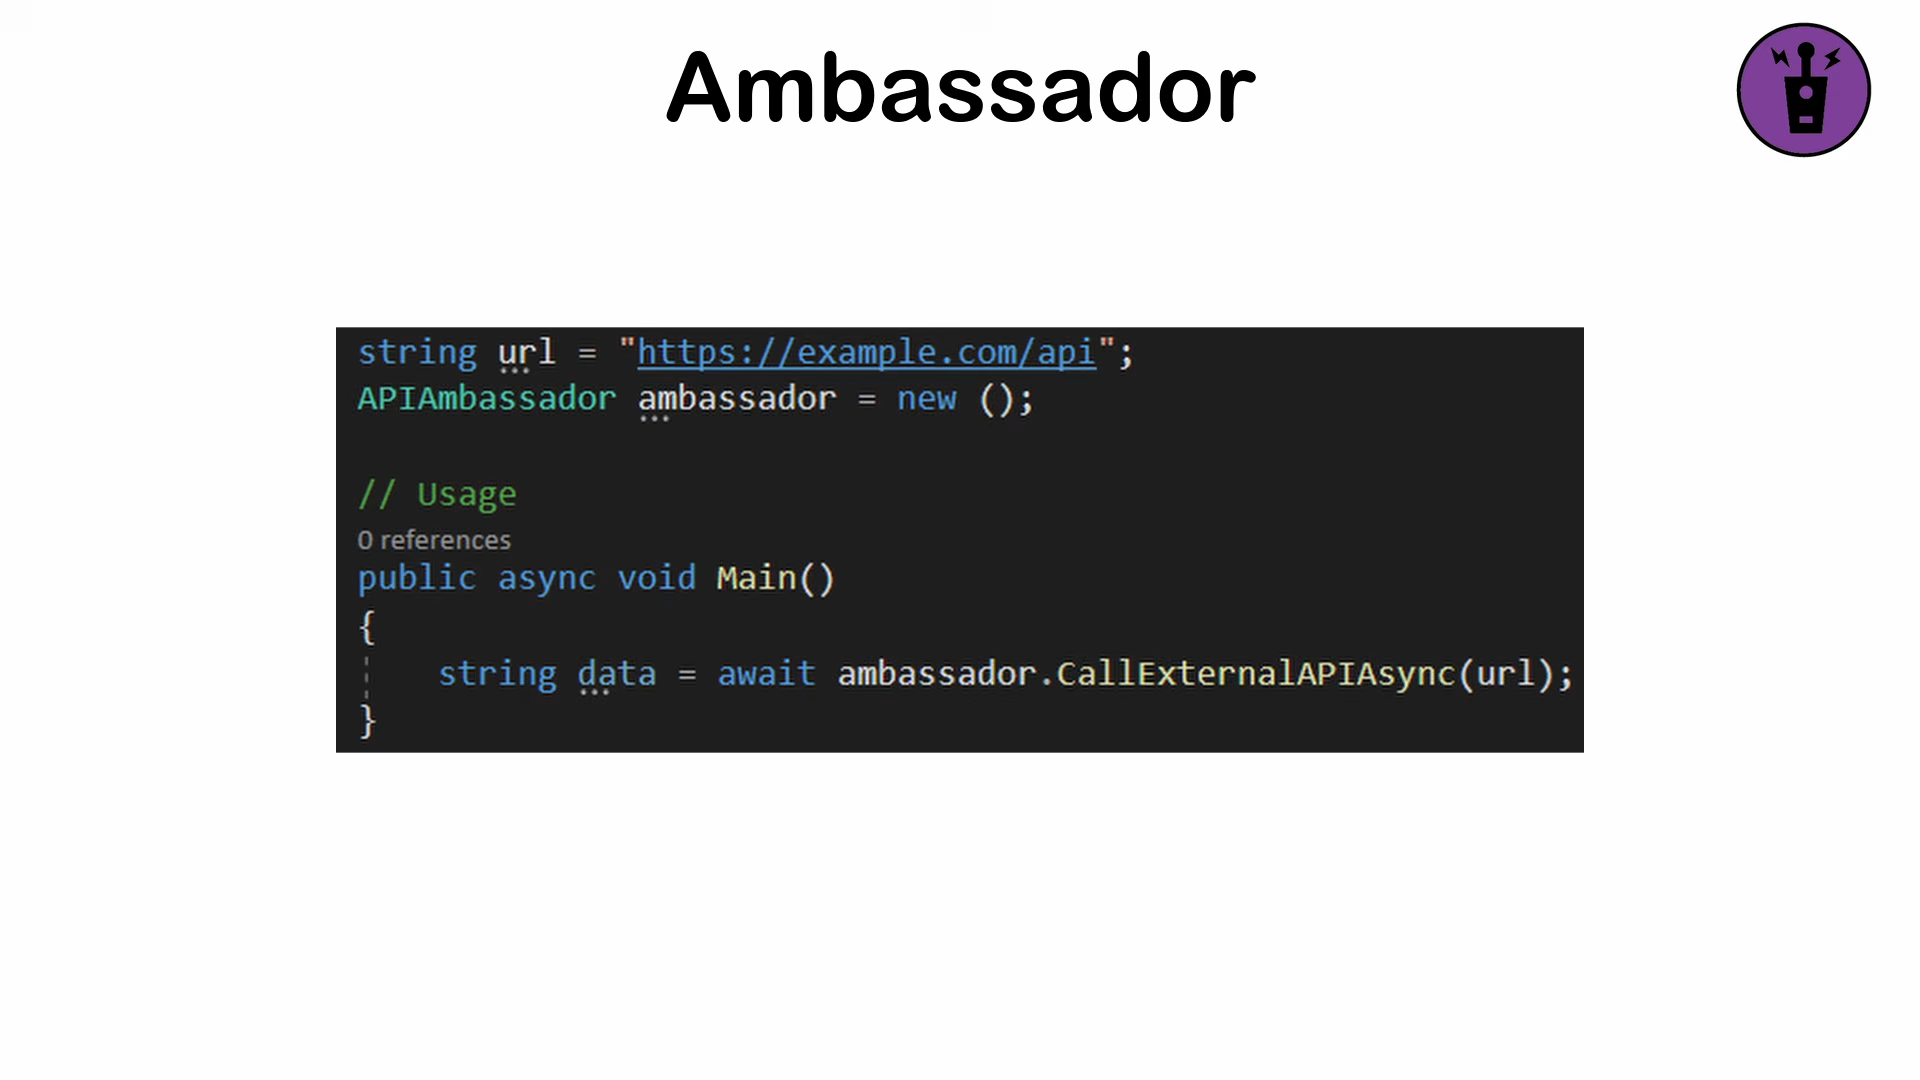 Ambassador
string url = "https://example.com/api";
APIAmbassador ambassador = new ();
// Usage
0 references
public async void Main()
{
string data = await ambassador.CallExternalAPIAsync(url);
}